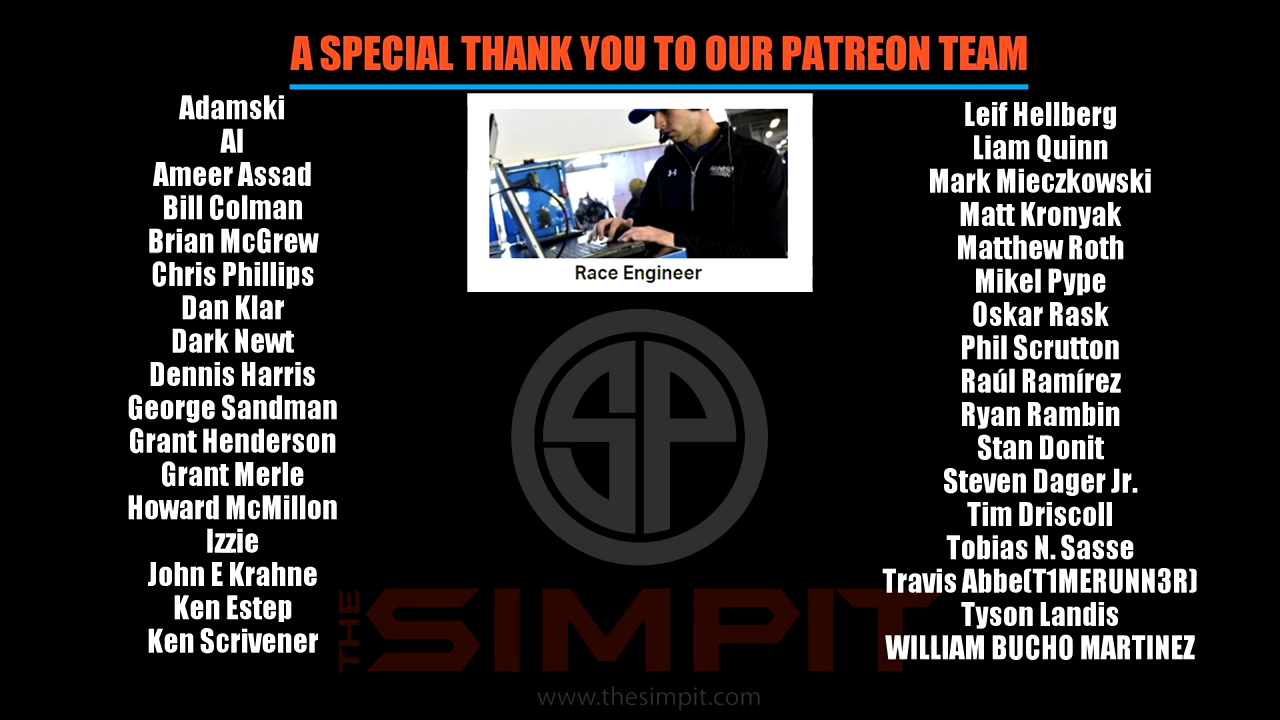 A SPECIAL THANK YOU TO OUR PATREON TEAM
Adamski
Al
Ameer Assad
Bill Colman
Brian McGrew
Chris Phillips
Dan Klar
Dark Newt
Dennis Harris
George Sandman
Grant Henderson
Grant Merle
Howard McMillon
Izzie
John E Krahne
Ken Estep
Ken Scrivener
Race Engineer
SP
THE SIMPIT
www.thesimpit.com
Leif Hellberg
Liam Quinn
Mark Mieczkowski
Matt Kronyak
Matthew Roth
Mikel Pype
Oskar Rask
Phil Scrutton
Raúl Ramírez
Ryan Rambin
Stan Donit
Steven Dager Jr.
Tim Driscoll
Tobias N. Sasse
Travis Abbe(T1MERUNN3R)
Tyson Landis
WILLIAM BUCHO MARTINEZ